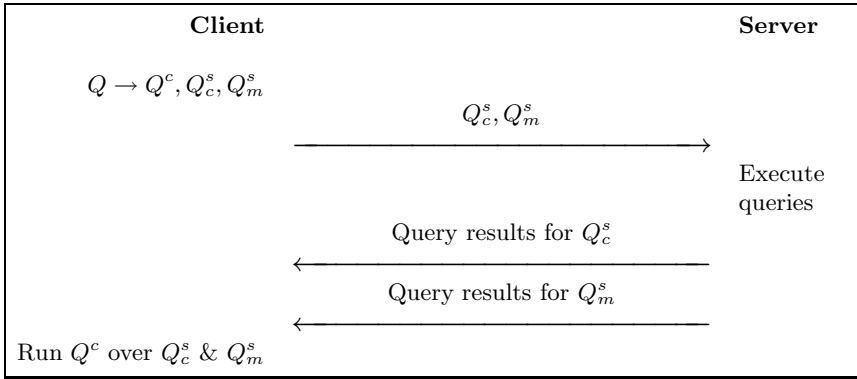 Client Server
Q → Q^c, Q^s_c, Q^s_m
Q^s_c, Q^s_m
Execute
queries
Query results for Q^s_c
Query results for Q^s_m
Run Q^c over Q^s_c & Q^s_m